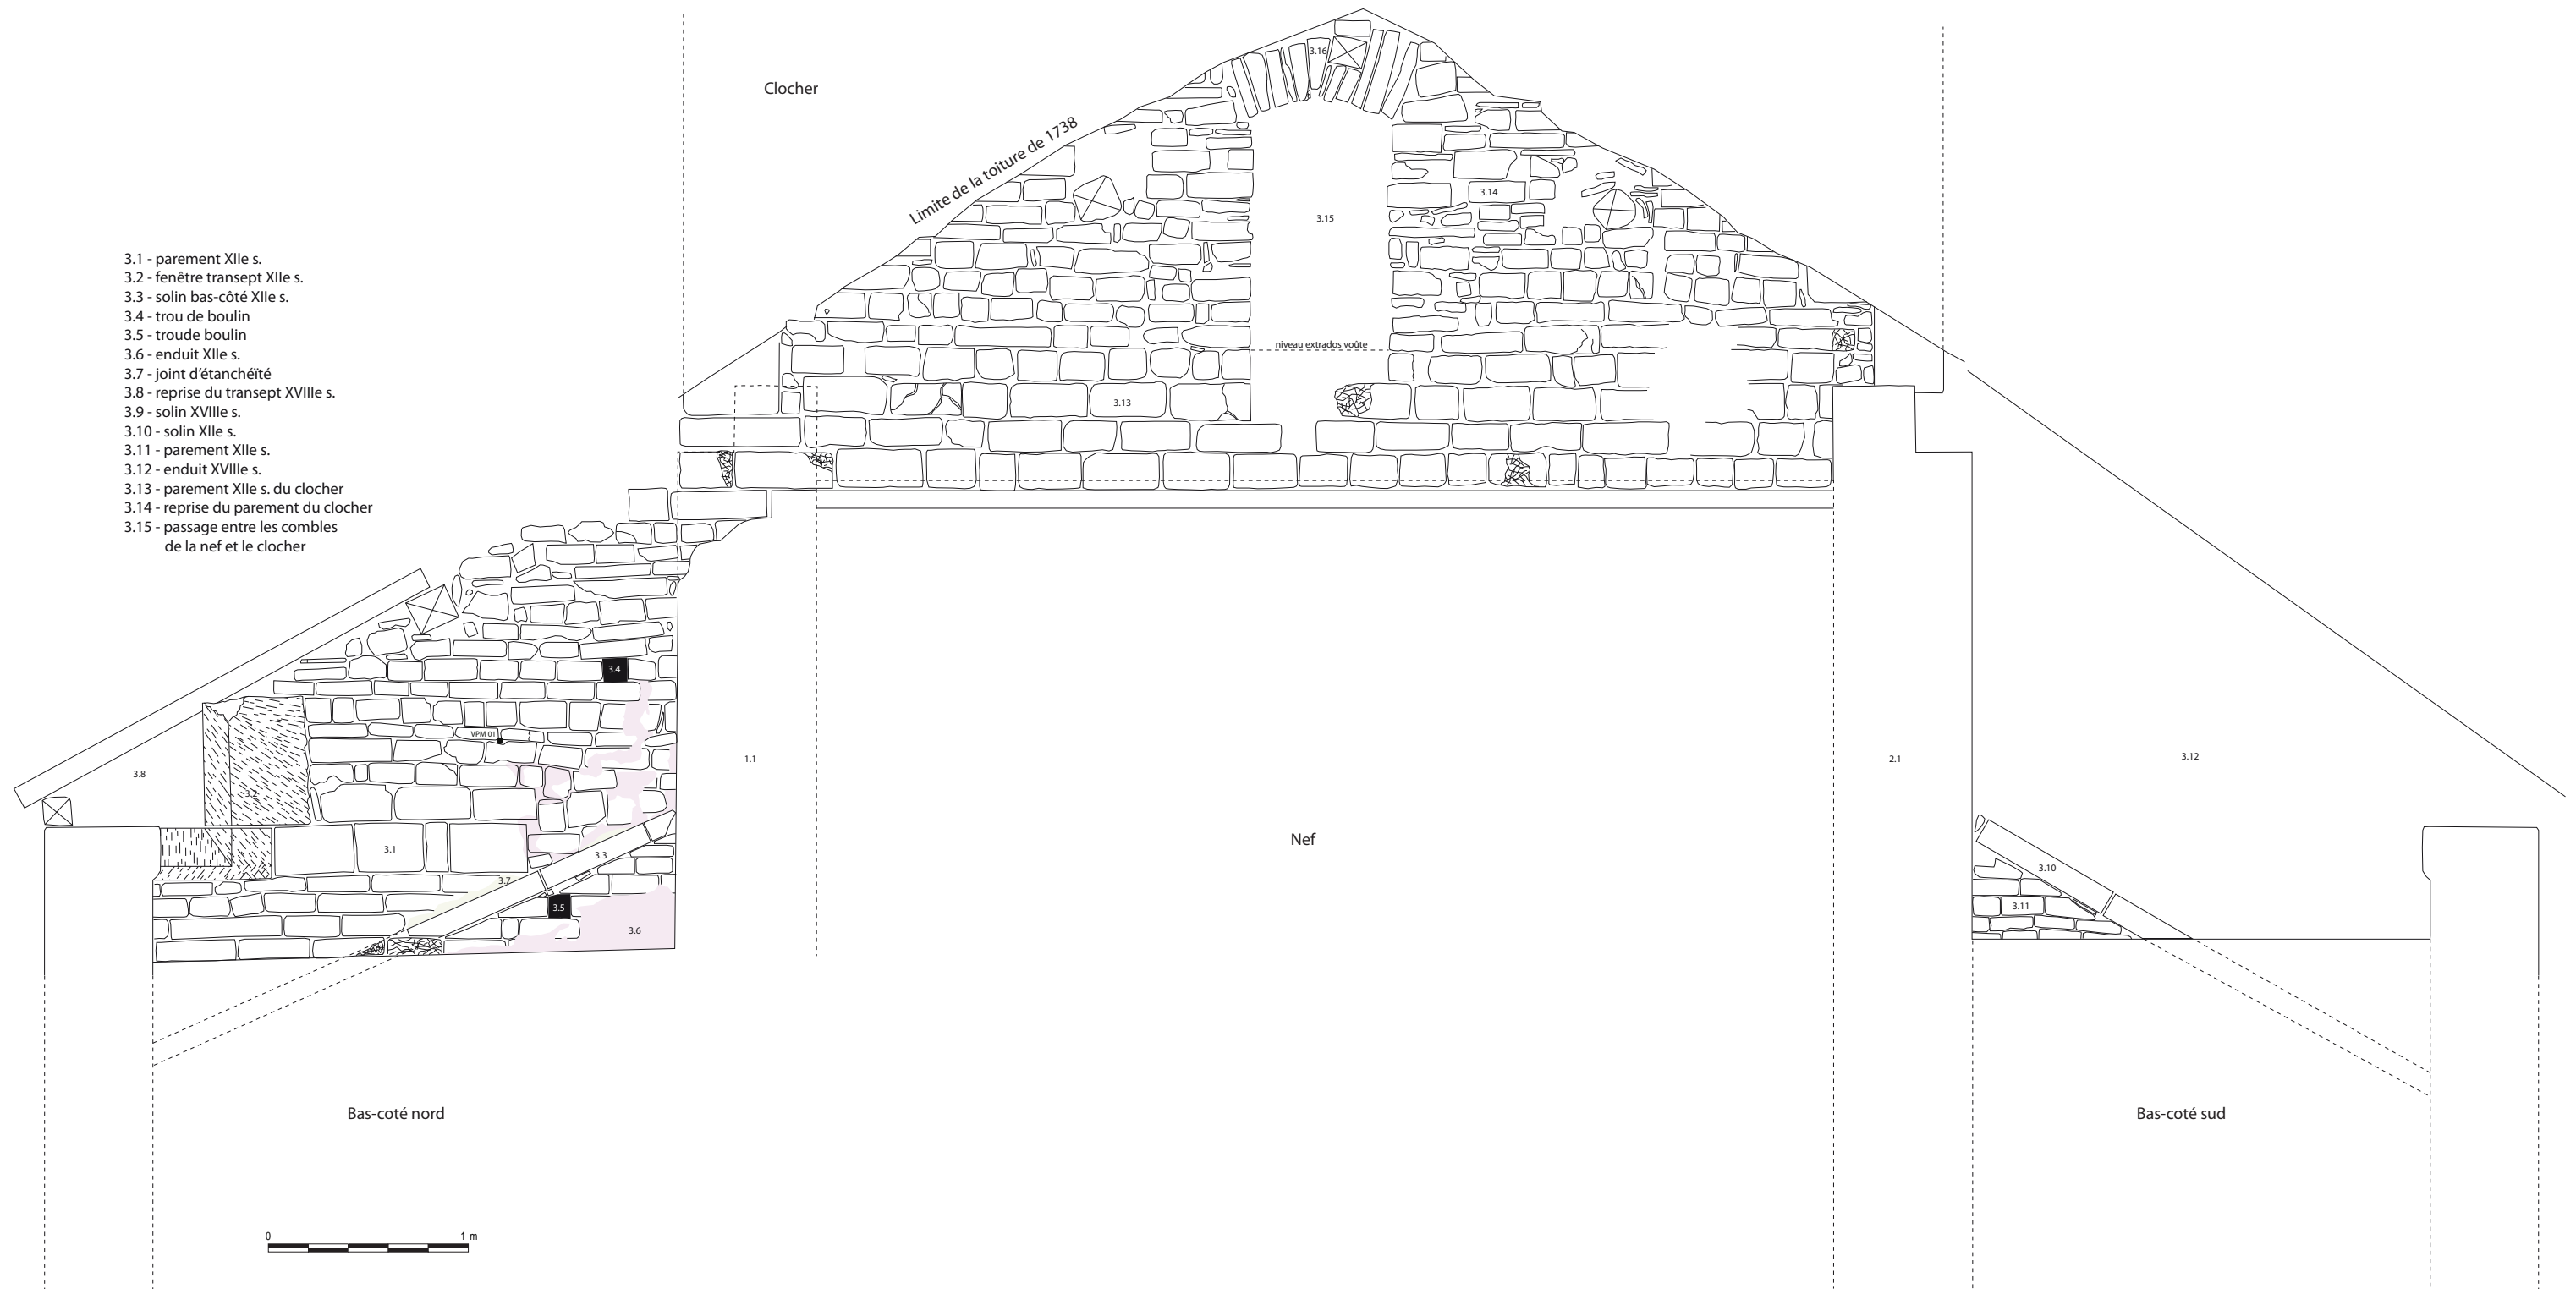 Clocher
Limite de la toiture de 1738
3.16
3.14
3.15
niveau extrados voûte
3.13
3.1 - parement XIIe s.
3.2 - fenêtre transept XIIe s.
3.3 - solin bas-côté XIIe s.
3.4 - trou de boulin
3.5 - troude boulin
3.6 - enduit XIIe s.
3.7 - joint d'étanchéïté
3.8 - reprise du transept XVIIIe s.
3.9 - solin XVIIIe s.
3.10 - solin XIIe s.
3.11 - parement XIIe s.
3.12 - enduit XVIIIe s.
3.13 - parement XIIe s. du clocher
3.14 - reprise du parement du clocher
3.15 - passage entre les combles
de la nef et le clocher
3.4
VPM 01
3.8
3.2
3.1
3.3
3.7
3.5
3.6
1.1
Nef
2.1
3.12
3.10
3.11
Bas-coté nord
Bas-coté sud
0 1 m